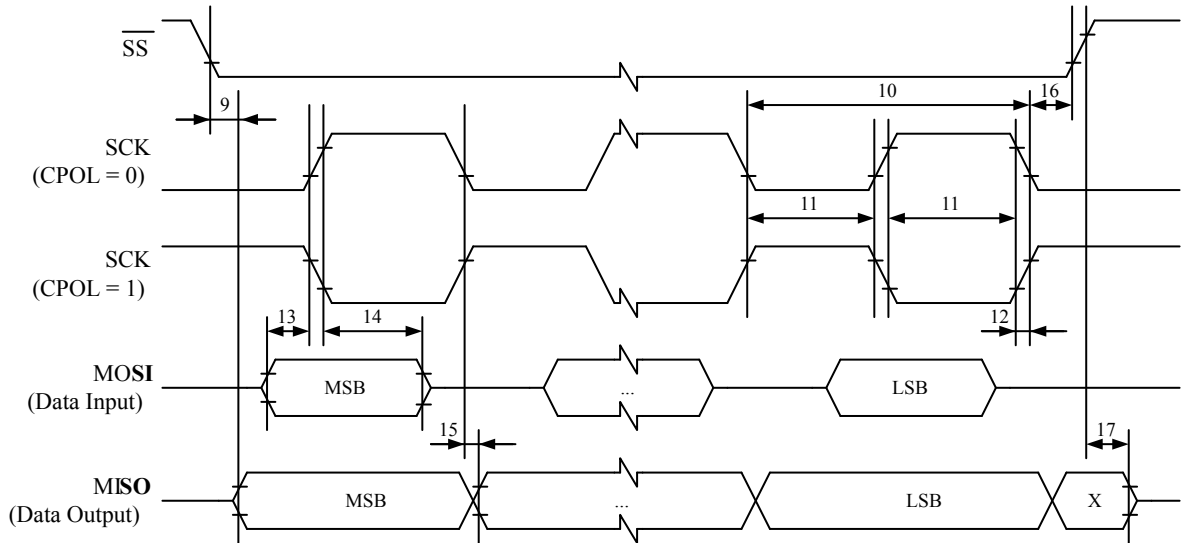 SS
10
16
9
SCK
(CPOL = 0)
11
11
SCK
(CPOL = 1)
13
14
12
MOSI
(Data Input)
MSB
...
LSB
15
17
MISO
(Data Output)
MSB
...
LSB
X